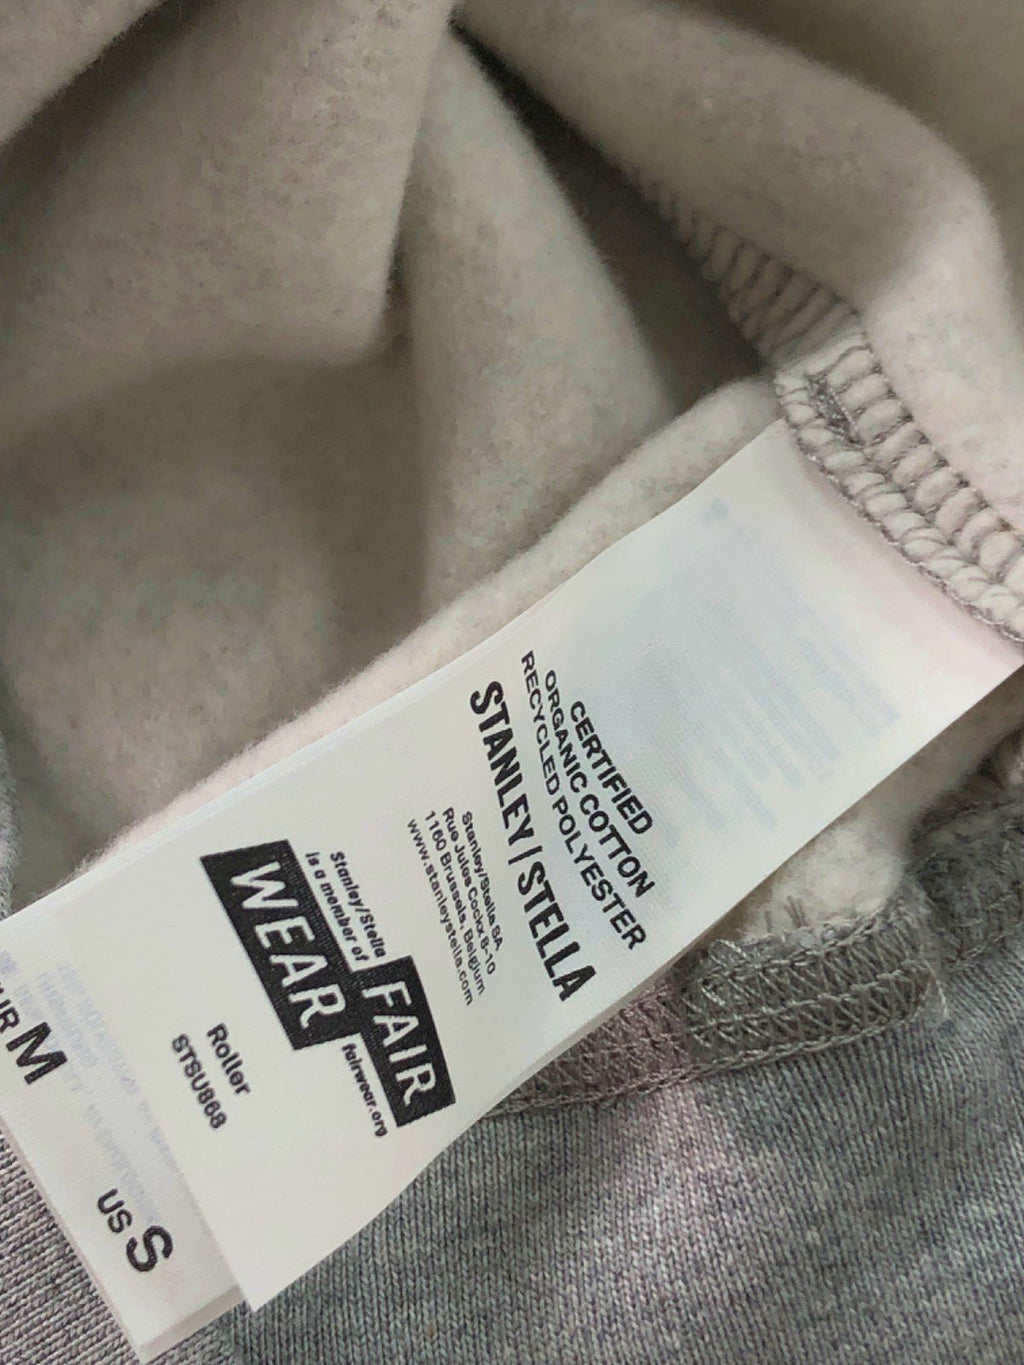 CERTIFIED
ORGANIC COTTON
RECYCLED POLYESTER
STANLEY/STELLA
Stanley/Stella SA
Rue Jules Cockx 8-10
1160 Brussels, Belgium
www.stanleystella.com
Stanley/Stella
is a member of
FAIR
WEAR
fairwear.org
Roller
STSU868
UR M
US S